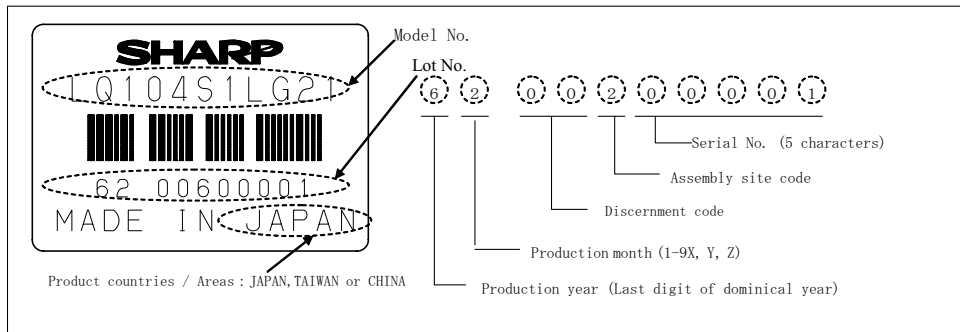 SHARP
LQ104S1LG21
62 00600001
MADE IN JAPAN
Product countries / Areas : JAPAN,TAIWAN or CHINA
Model No.
Lot No.
6 2 0 0 2 0 0 0 0 1
Serial No. (5 characters)
Assembly site code
Discernment code
Production month (1-9X, Y, Z)
Production year (Last digit of dominical year)